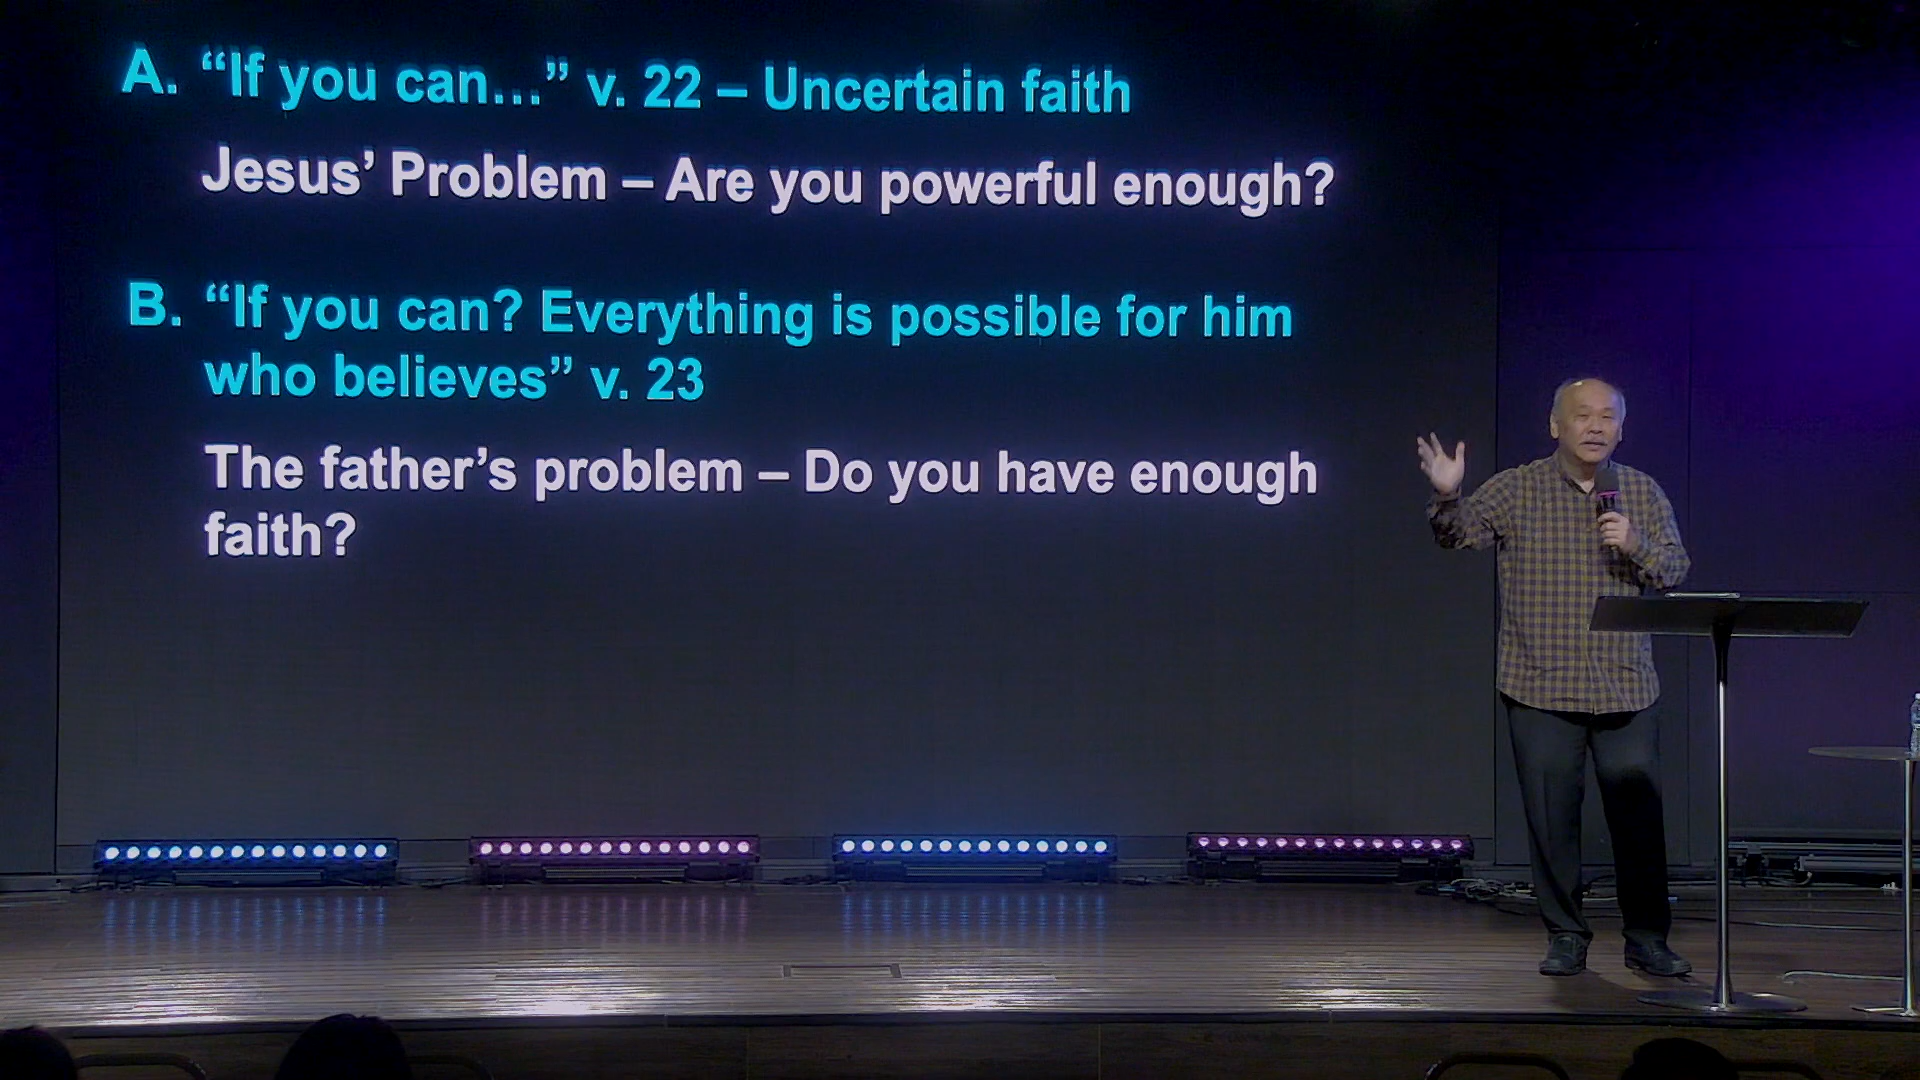 A. “If you can...” v. 22 – Uncertain faith
Jesus’ Problem – Are you powerful enough?
B. “If you can? Everything is possible for him
who believes” v. 23
The father’s problem – Do you have enough
faith?